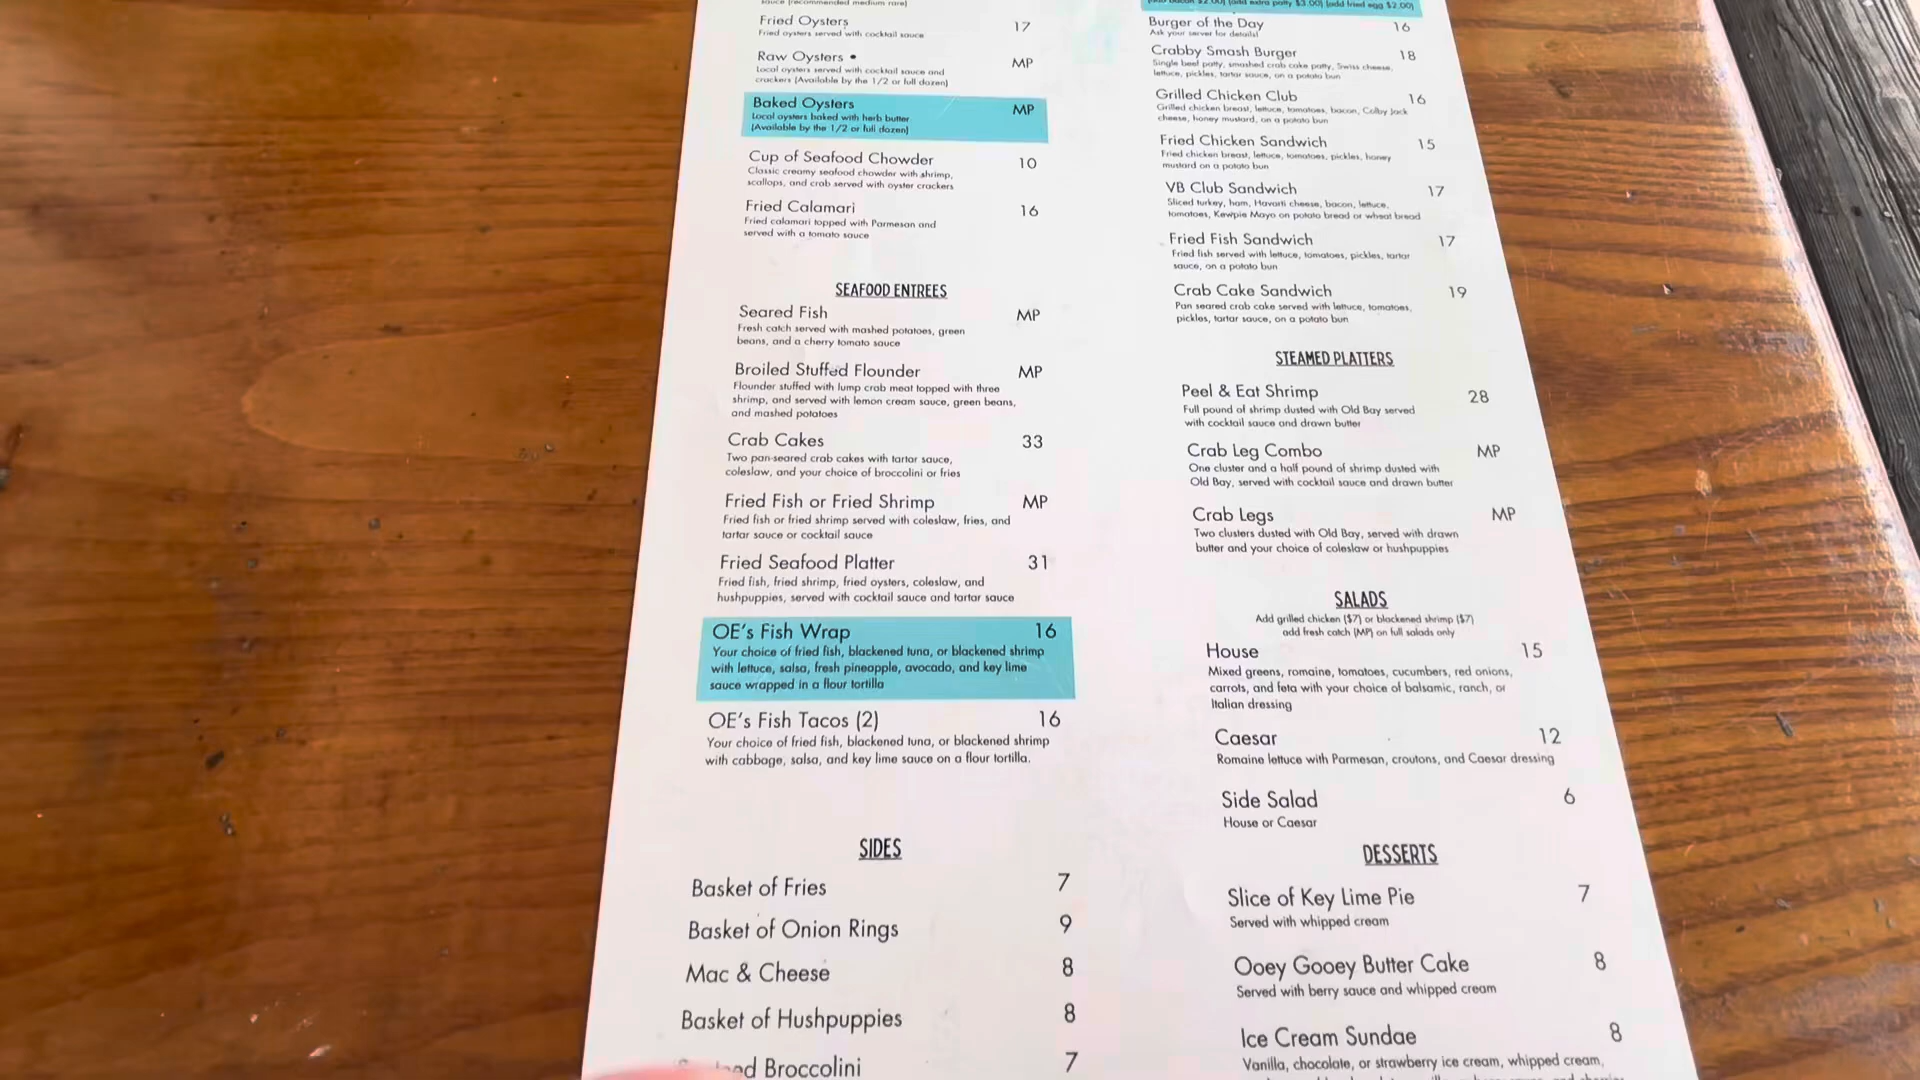 sauce (recommended medium rare)
Fried Oysters 17
Fried oysters served with cocktail sauce
Raw Oysters • MP
Local oysters served with cocktail sauce and
crackers (Available by the 1/2 or full dozen)
Baked Oysters MP
Local oysters baked with herb butter
(Available by the 1/2 or full dozen)
Cup of Seafood Chowder 10
Classic creamy seafood chowder with shrimp,
scallops, and crab served with oyster crackers
Fried Calamari 16
Fried calamari topped with Parmesan and
served with a tomato sauce
SEAFOOD ENTREES
Seared Fish MP
Fresh catch served with mashed potatoes, green
beans, and a cherry tomato sauce
Broiled Stuffed Flounder MP
Flounder stuffed with lump crab meat topped with three
shrimp, and served with lemon cream sauce, green beans,
and mashed potatoes
Crab Cakes 33
Two pan-seared crab cakes with tartar sauce,
coleslaw, and your choice of broccolini or fries
Fried Fish or Fried Shrimp MP
Fried fish or fried shrimp served with coleslaw, fries, and
tartar sauce or cocktail sauce
Fried Seafood Platter 31
Fried fish, fried shrimp, fried oysters, coleslaw, and
hushpuppies, served with cocktail sauce and tartar sauce
OE's Fish Wrap 16
Your choice of fried fish, blackened tuna, or blackened shrimp
with lettuce, salsa, fresh pineapple, avocado, and key lime
sauce wrapped in a flour tortilla
OE's Fish Tacos (2) 16
Your choice of fried fish, blackened tuna, or blackened shrimp
with cabbage, salsa, and key lime sauce on a flour tortilla.
SIDES
Basket of Fries 7
Basket of Onion Rings 9
Mac & Cheese 8
Basket of Hushpuppies 8
Broccolini 7
(add extra patty $3.00) (add fried egg $2.00)
Burger of the Day 16
Ask your server for details!
Crabby Smash Burger 18
Single beef patty, smashed crab cake patty, Swiss cheese,
lettuce, pickles, tartar sauce, on a potato bun
Grilled Chicken Club 16
Grilled chicken breast, lettuce, tomatoes, bacon, Colby Jack
cheese, honey mustard, on a potato bun
Fried Chicken Sandwich 15
Fried chicken breast, lettuce, tomatoes, pickles, honey
mustard on a potato bun
VB Club Sandwich 17
Sliced turkey, ham, Havarti cheese, bacon, lettuce,
tomatoes, Kewpie Mayo on potato bread or wheat bread
Fried Fish Sandwich 17
Fried fish served with lettuce, tomatoes, pickles, tartar
sauce, on a potato bun
Crab Cake Sandwich 19
Pan seared crab cake served with lettuce, tomatoes,
pickles, tartar sauce, on a potato bun
STEAMED PLATTERS
Peel & Eat Shrimp 28
Full pound of shrimp dusted with Old Bay served
with cocktail sauce and drawn butter
Crab Leg Combo MP
One cluster and a half pound of shrimp dusted with
Old Bay, served with cocktail sauce and drawn butter
Crab Legs MP
Two clusters dusted with Old Bay, served with drawn
butter and your choice of coleslaw or hushpuppies
SALADS
Add grilled chicken ($7) or blackened shrimp ($7)
add fresh catch (MP) on full salads only
House 15
Mixed greens, romaine, tomatoes, cucumbers, red onions,
carrots, and feta with your choice of balsamic, ranch, or
Italian dressing
Caesar 12
Romaine lettuce with Parmesan, croutons, and Caesar dressing
Side Salad 6
House or Caesar
DESSERTS
Slice of Key Lime Pie 7
Served with whipped cream
Ooey Gooey Butter Cake 8
Served with berry sauce and whipped cream
Ice Cream Sundae 8
Vanilla, chocolate, or strawberry ice cream, whipped cream,